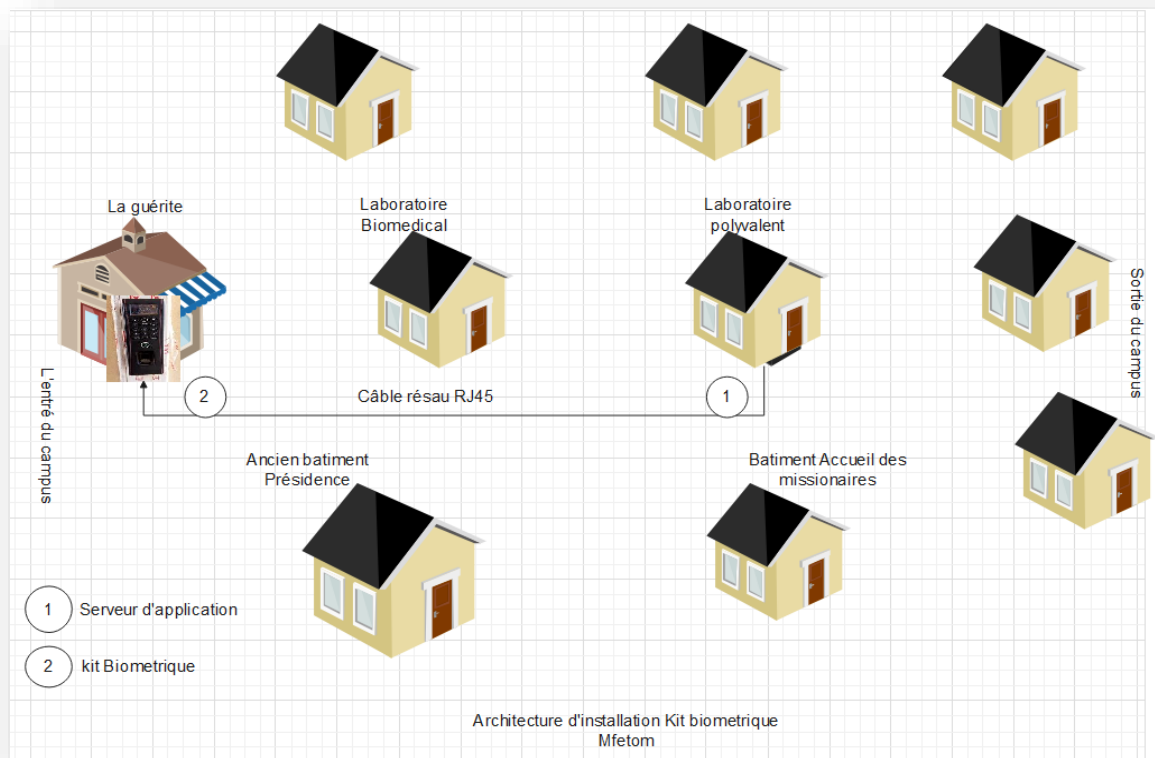 La guérite
Laboratoire
Biomedical
Laboratoire
polyvalent
Sortie du campus
L'entré du campus
2
Câble résau RJ45
1
Ancien batiment
Présidence
Batiment Accueil des
missionaires
1
Serveur d'application
2
kit Biometrique
Architecture d'installation Kit biometrique
Mfetom